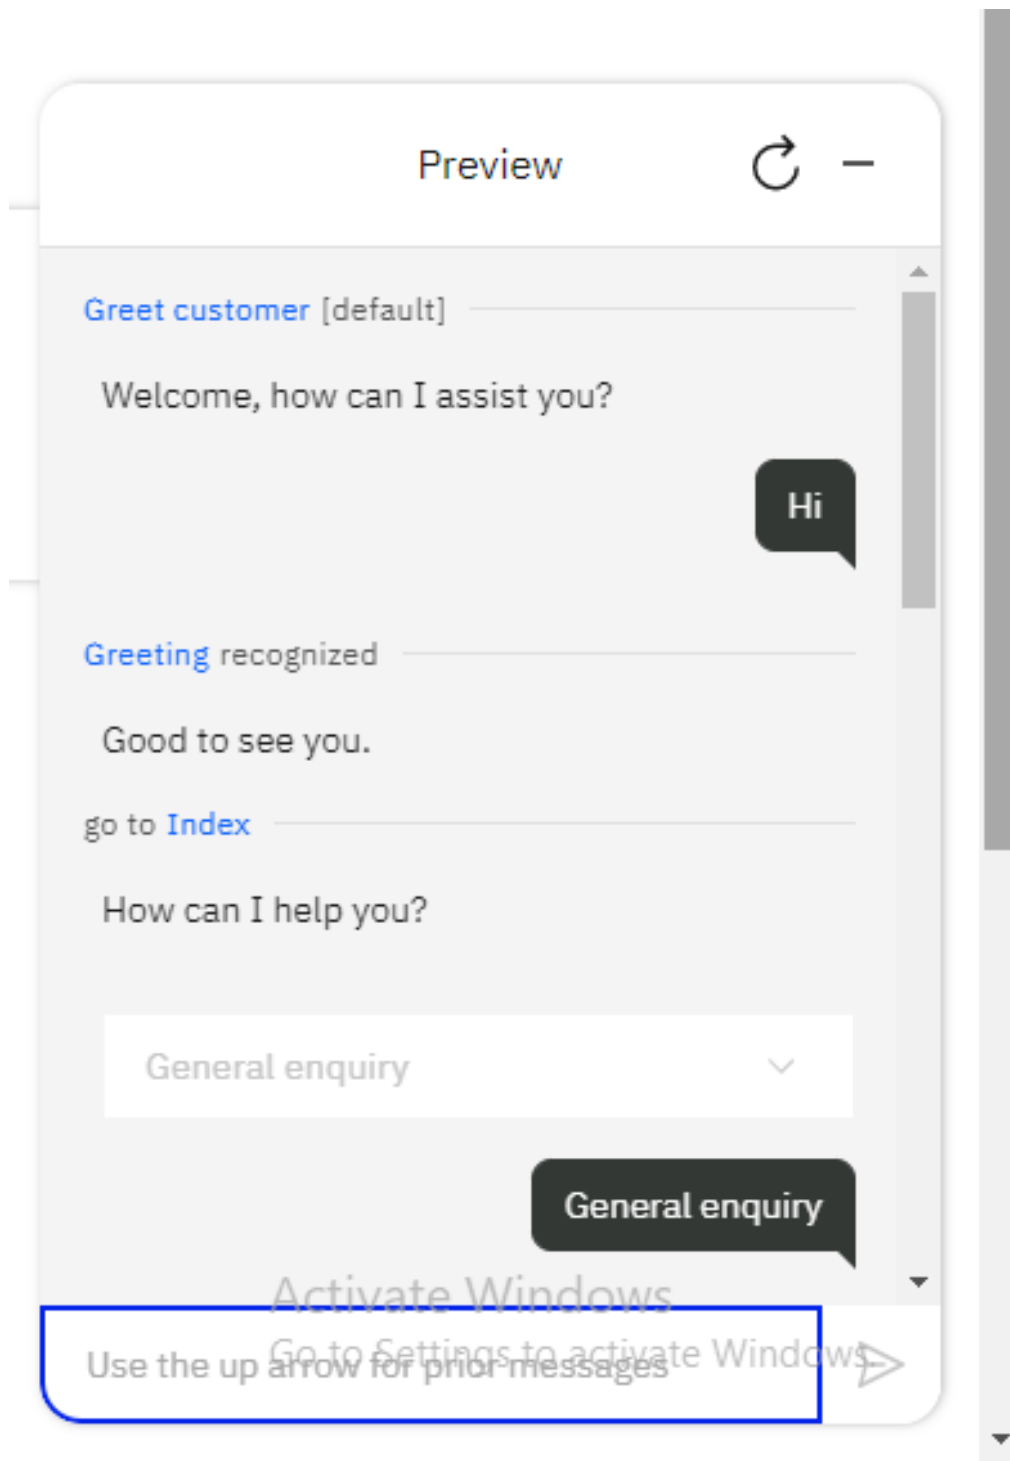 Preview
Greet customer [default]
Welcome, how can I assist you?
Hi
Greeting recognized
Good to see you.
go to Index
How can I help you?
General enquiry
General enquiry
Activate Windows
Go to Settings to activate Windows.
Use the up arrow for prior messages